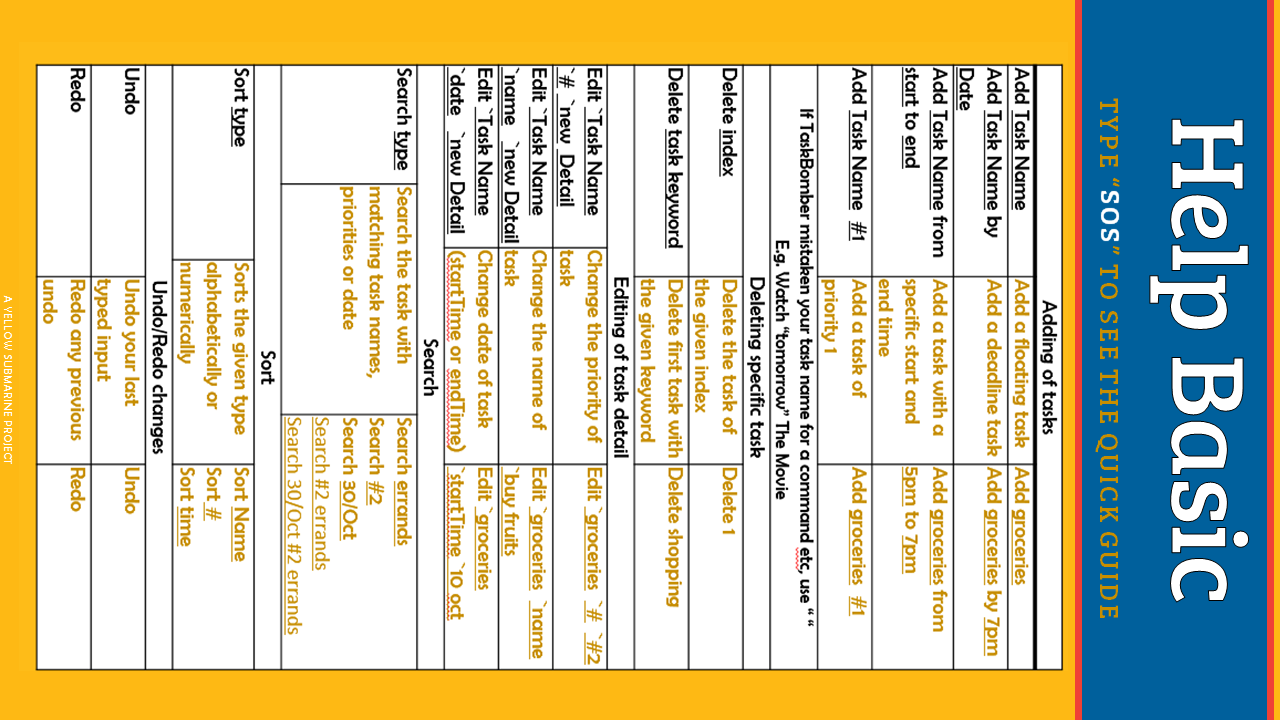 Help Basic
TYPE “SOS” TO SEE THE QUICK GUIDE
Adding of tasks
Add Task Name
Add a floating task
Add groceries
Add Task Name by
Date
Add a deadline task
Add groceries by 7pm
Add Task Name from
start to end
Add a task with a
specific start and
end time
Add groceries from
5pm to 7pm
Add Task Name #1
Add a task of
priority 1
Add groceries #1
If TaskBomber mistaken your task name for a command etc, use “ “
E.g. Watch “tomorrow” The Movie
Deleting specific task
Delete index
Delete the task of
the given index
Delete 1
Delete task keyword
Delete first task with
the given keyword
Delete shopping
Editing of task detail
Edit `Task Name
`# `new Detail
Change the priority of
task
Edit `groceries `# `#2
Edit `Task Name
`name `new Detail
Change the name of
task
Edit `groceries `name
`buy fruits
Edit `Task Name
`date `new Detail
Change date of task
(startTime or endTime)
Edit `groceries
`startTime `10 oct
Search
Search type
Search the task with
matching task names,
priorities or date
Search errands
Search #2
Search 30/Oct
Search #2 errands
Search 30/Oct #2 errands
Sort
Sort type
Sorts the given type
alphabetically or
numerically
Sort Name
Sort #
Sort time
Undo/Redo changes
Undo
Undo your last
typed input
Undo
Redo
Redo any previous
undo
Redo
A YELLOW SUBMARINE PROJECT